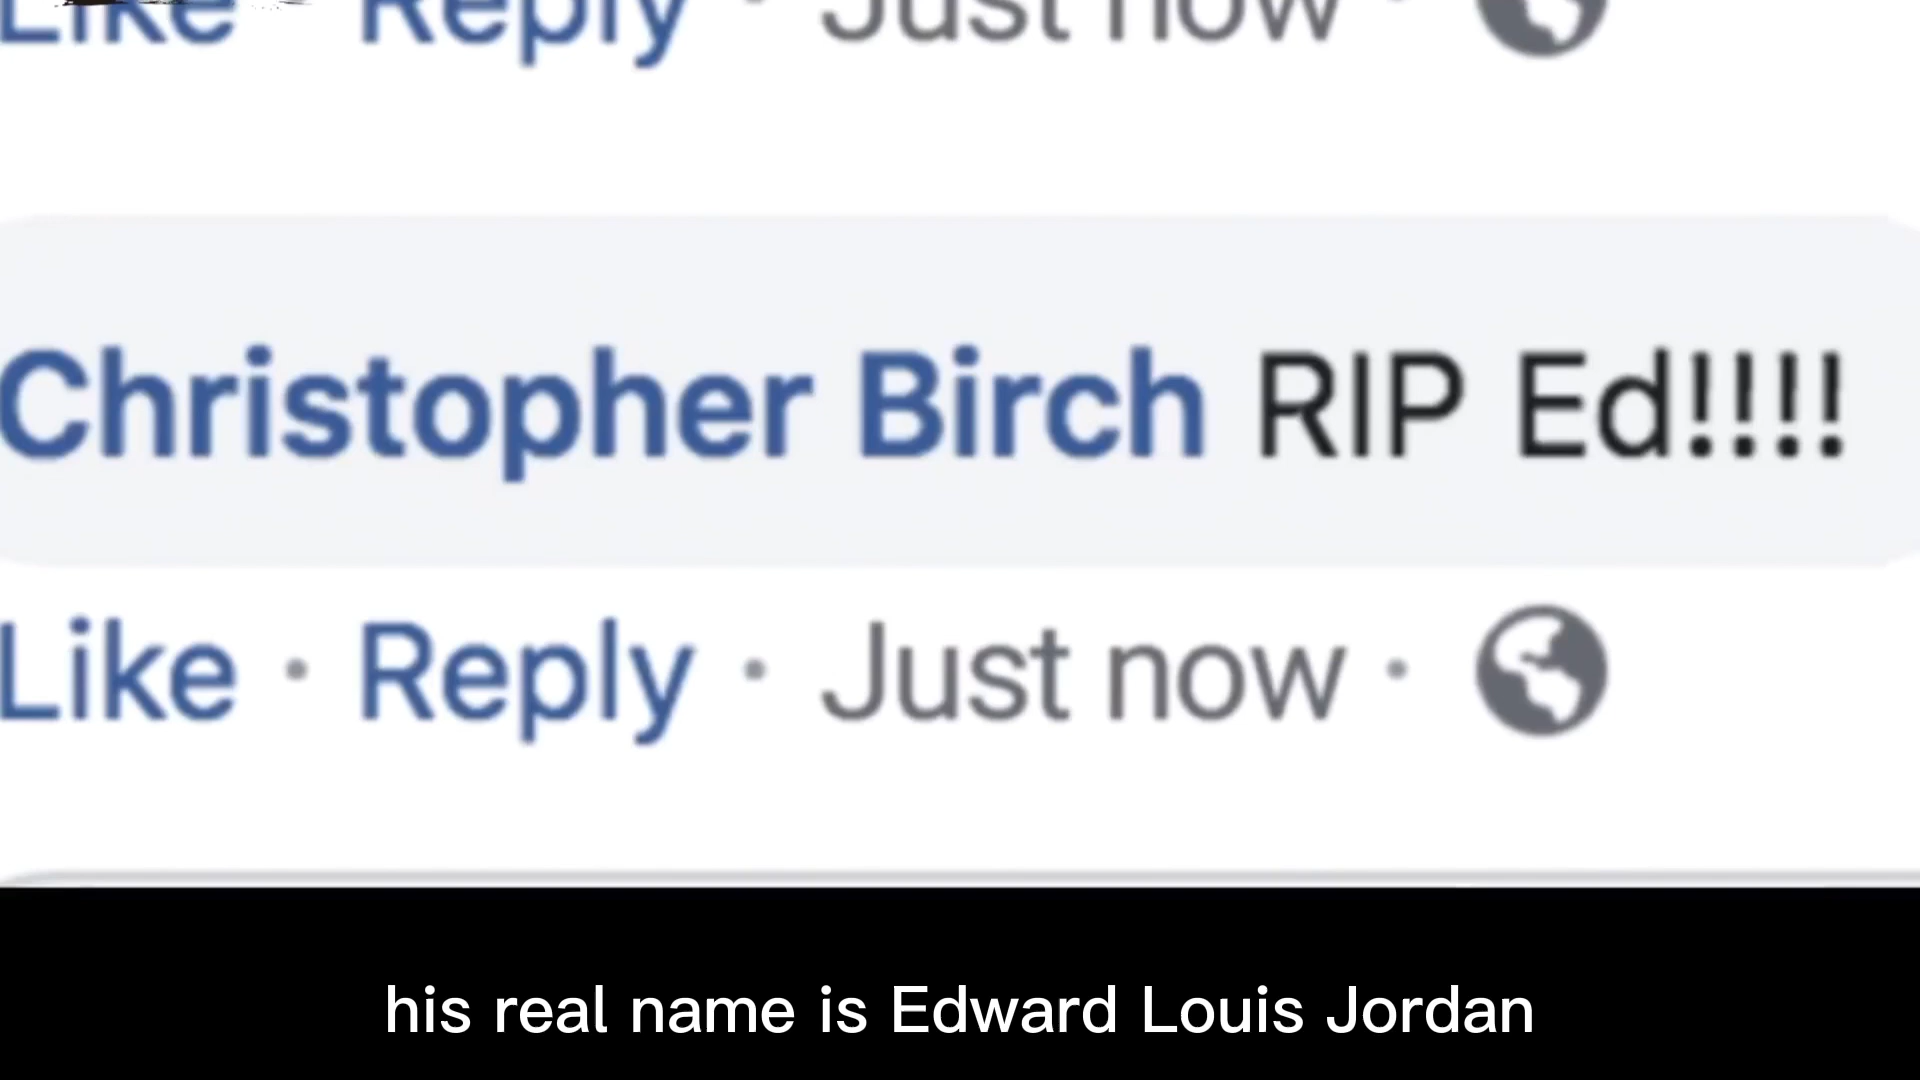 Like Reply · Just now ·
Christopher Birch RIP Ed!!!!
Like · Reply · Just now ·
his real name is Edward Louis Jordan